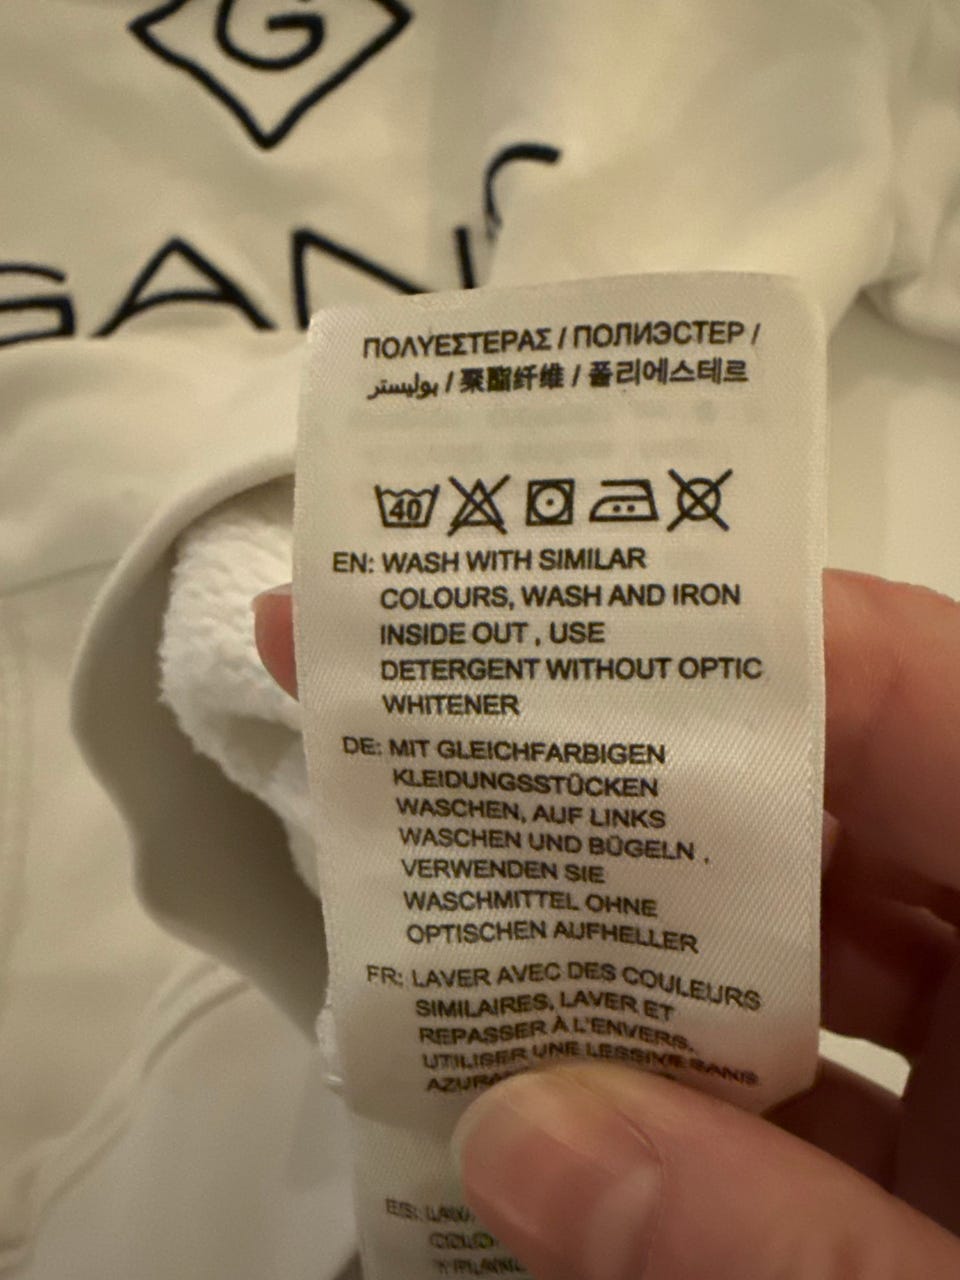 G
GANT
ΠΟΛΥΕΣΤΕΡΑΣ / ПОЛИЭСТЕР /
بوليستر / 聚酯纤维 / 폴리에스테르
40
EN: WASH WITH SIMILAR
COLOURS, WASH AND IRON
INSIDE OUT , USE
DETERGENT WITHOUT OPTIC
WHITENER
DE: MIT GLEICHFARBIGEN
KLEIDUNGSSTÜCKEN
WASCHEN, AUF LINKS
WASCHEN UND BÜGELN .
VERWENDEN SIE
WASCHMITTEL OHNE
OPTISCHEN AUFHELLER
FR: LAVER AVEC DES COULEURS
SIMILAIRES, LAVER ET
REPASSER À L'ENVERS.
UTILISER UNE LESSIVE SANS
ES: